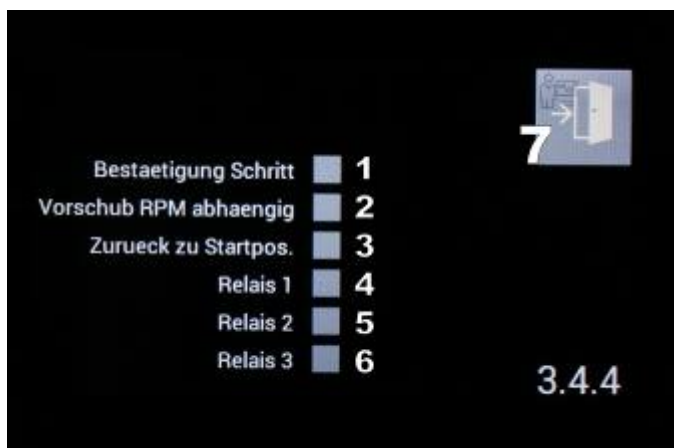 7
Bestaetigung Schritt 1
Vorschub RPM abhaengig 2
Zurueck zu Startpos. 3
Relais 1 4
Relais 2 5
Relais 3 6
3.4.4